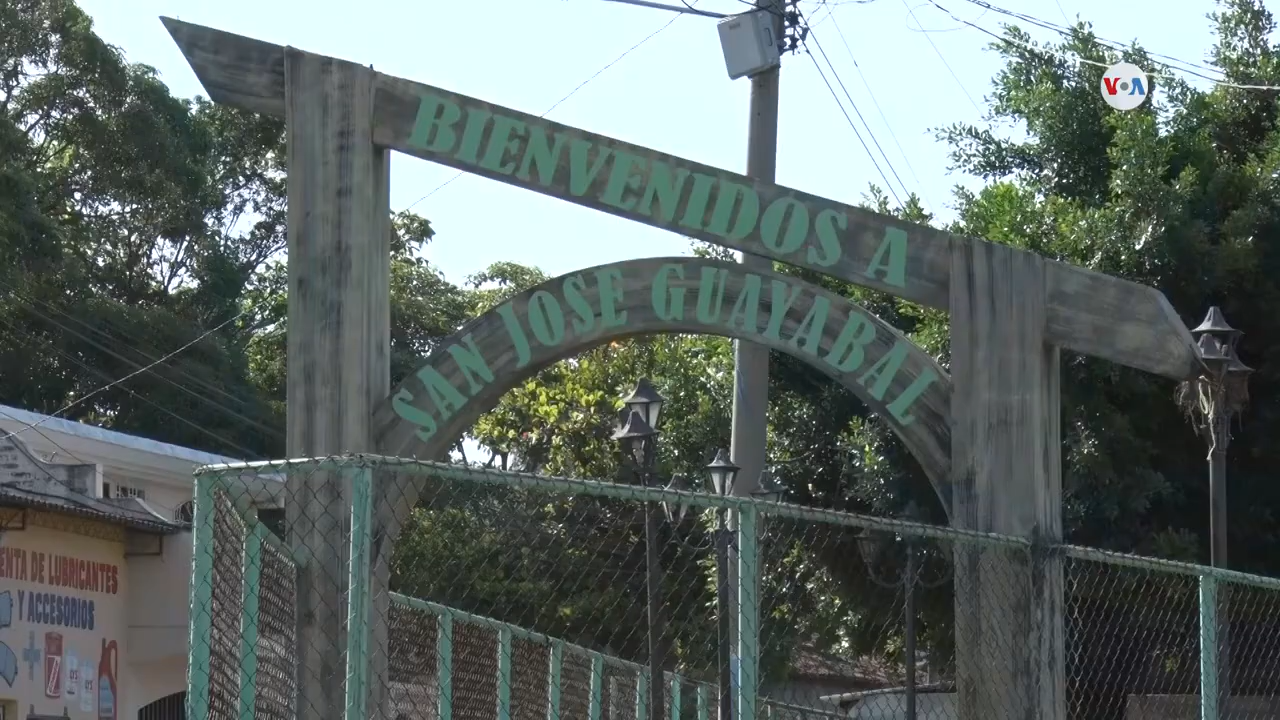 VOA
BIENVENIDOS A
SAN JOSE GUAYABAL
ENTA DE LUBRICANTES
Y ACCESORIOS